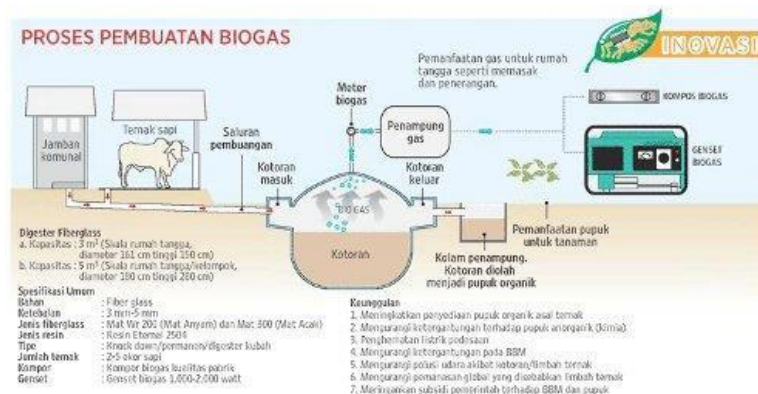 PROSES PEMBUATAN BIOGAS
INOVASI
Pemanfaatan gas untuk rumah
tangga seperti memasak
dan penerangan.
Meter
biogas
KOMPOS BIOGAS
Penampung
gas
GENSET
BIOGAS
Jamban
komunal
Ternak sapi
Saluran
pembuangan
Kotoran
masuk
Kotoran
keluar
BIOGAS
Kotoran
Pemanfaatan pupuk
untuk tanaman
Kolam penampung.
Kotoran diolah
menjadi pupuk organik
Digester Fiberglass
a. Kapasitas : 3 m³ (Skala rumah tangga,
diameter 161 cm tinggi 150 cm)
b. Kapasitas : 5 m³ (Skala rumah tangga/kelompok,
diameter 180 cm tinggi 280 cm)
Spesifikasi Umum
Bahan : Fiber glass
Ketebalan : 3 mm-5 mm
Jenis fiberglass : Mat Wr 200 (Mat Anyam) dan Mat 300 (Mat Acak)
Jenis resin : Resin Eternal 2504
Tipe : Knock down/permanen/digester kubah
Jumlah ternak : 2-5 ekor sapi
Kompor : Kompor biogas kualitas pabrik
Genset : Genset biogas 1.000-2.000 watt
Keunggulan
1. Meningkatkan penyediaan pupuk organik asal ternak
2. Mengurangi ketergantungan terhadap pupuk anorganik (kimia)
3. Penghematan listrik pedesaan
4. Mengurangi ketergantungan pada BBM
5. Mengurangi polusi udara akibat kotoran/limbah ternak
6. Mengurangi pemanasan global yang disebabkan limbah ternak
7. Meringankan subsidi pemerintah terhadap BBM dan pupuk